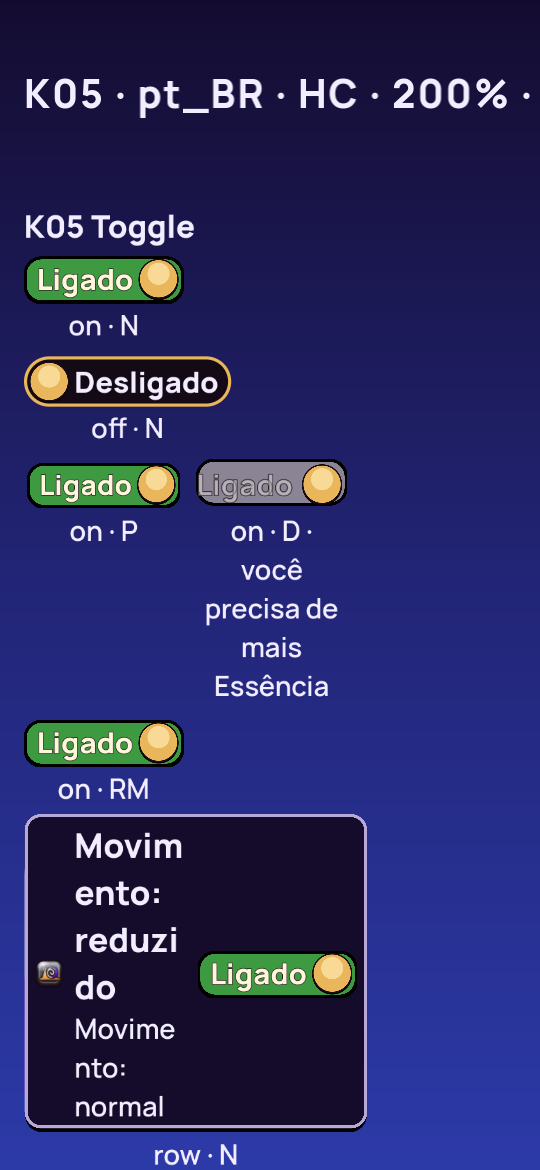 K05 · pt_BR · HC · 200% ·
K05 Toggle
Ligado
on · N
Desligado
off · N
Ligado
Ligado
on · P
on · D ·
você
precisa de
mais
Essência
Ligado
on · RM
Movim
ento:
reduzi
do
Ligado
Movime
nto:
normal
row · N